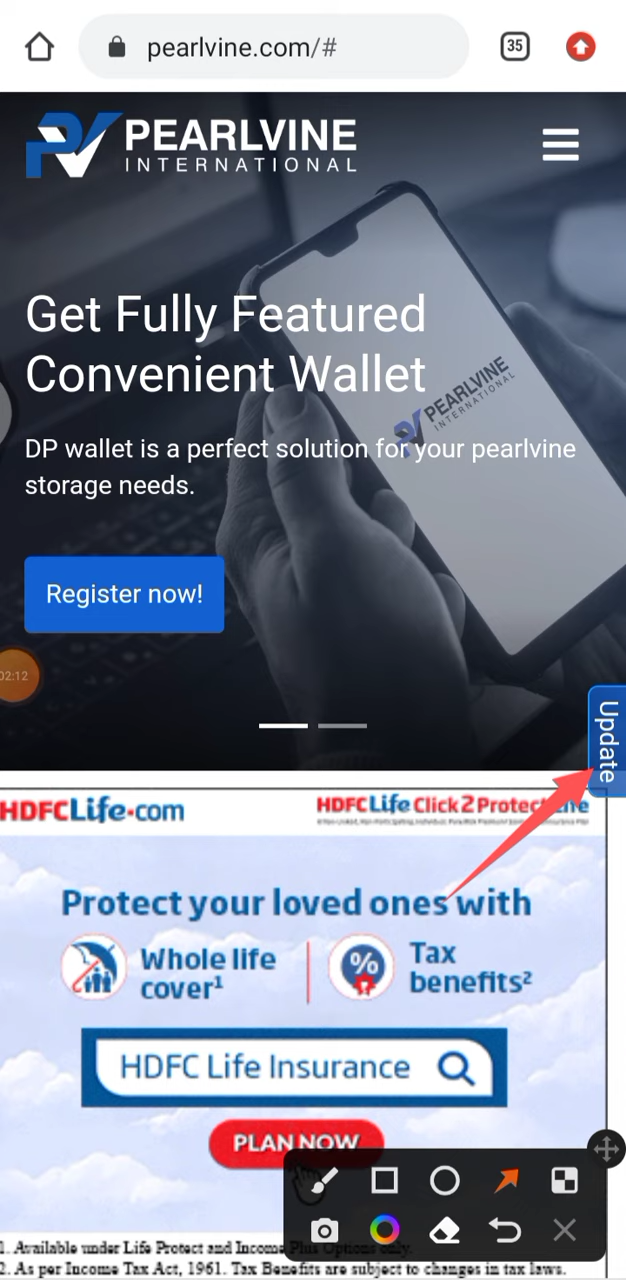 pearlvine.com/#
35
PEARLVINE
INTERNATIONAL
Get Fully Featured
Convenient Wallet
PEARLVINE
INTERNATIONAL
DP wallet is a perfect solution for your pearlvine
storage needs.
Register now!
02:12
Update
HDFCLife.com
HDFCLife Click2Protect
Protect your loved ones with
Whole life
cover¹
%
Tax
benefits²
HDFC Life Insurance
PLAN NOW
1. Available under Life Protect and Income Plus Options only.
2. As per Income Tax Act, 1961. Tax Benefits are subject to changes in tax laws.